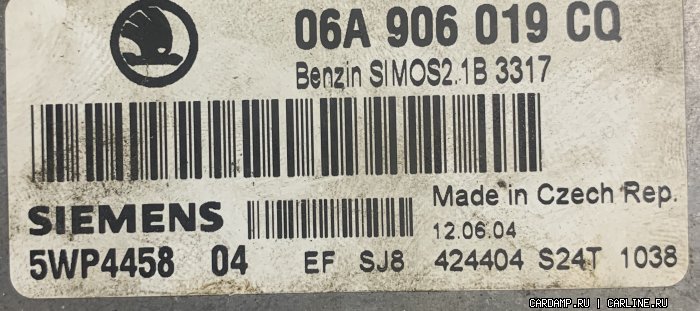 06A 906 019 CQ
Benzin SIMOS2.1B 3317
Made in Czech Rep.
SIEMENS
12.06.04
5WP4458 04 EF SJ8 424404 S24T 1038
CARDAMP.RU | CARLINE.RU